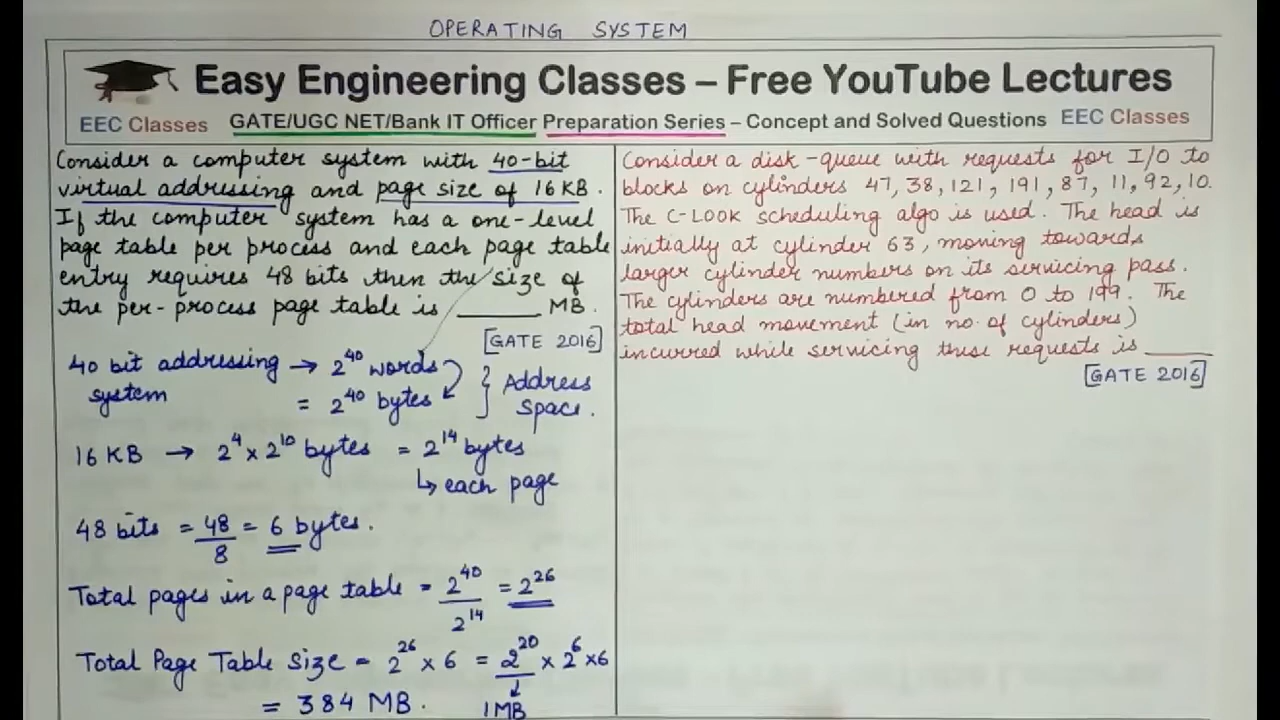 OPERATING SYSTEM
Easy Engineering Classes – Free YouTube Lectures
EEC Classes GATE/UGC NET/Bank IT Officer Preparation Series – Concept and Solved Questions EEC Classes
Consider a computer system with 40-bit
virtual addressing and page size of 16 KB.
If the computer system has a one-level
page table per process and each page table
entry requires 48 bits then the size of
the per-process page table is ______ MB.
[GATE 2016]
40 bit addressing → 2^40 words
system = 2^40 bytes } Address Space.
16 KB → 2^4 x 2^10 bytes = 2^14 bytes
↳ each page
48 bits = 48/8 = 6 bytes.
Total pages in a page table = 2^40/2^14 = 2^26
Total Page Table Size = 2^26 x 6 = 2^20 x 2^6 x 6
= 384 MB. 1MB
Consider a disk-queue with requests for I/O to
blocks on cylinders 47, 38, 121, 191, 87, 11, 92, 10.
The C-LOOK scheduling algo is used. The head is
initially at cylinder 63, moving towards
larger cylinder numbers on its servicing pass.
The cylinders are numbered from 0 to 199. The
total head movement (in no. of cylinders)
incurred while servicing these requests is ______
[GATE 2016]